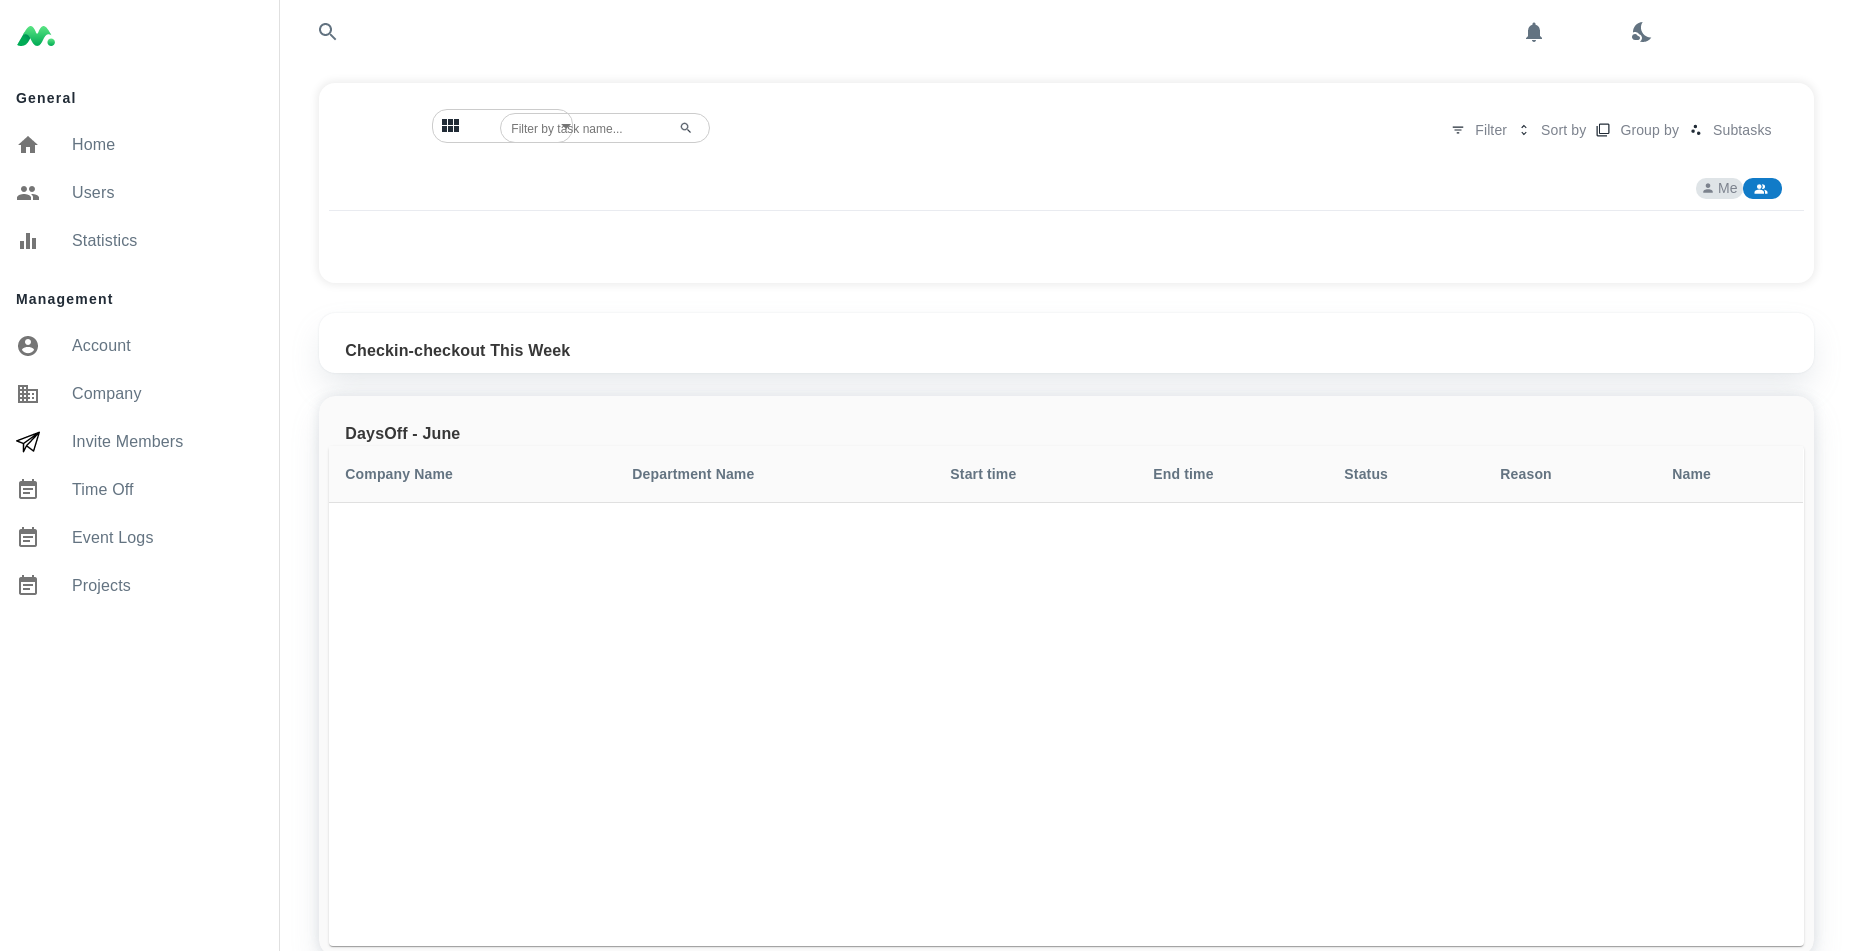 General
Home
Users
Statistics
Management
Account
Company
Invite Members
Time Off
Event Logs
Projects
Filter by task name...
Filter Sort by Group by Subtasks
Me
Checkin-checkout This Week
DaysOff - June
Company Name Department Name Start time End time Status Reason Name